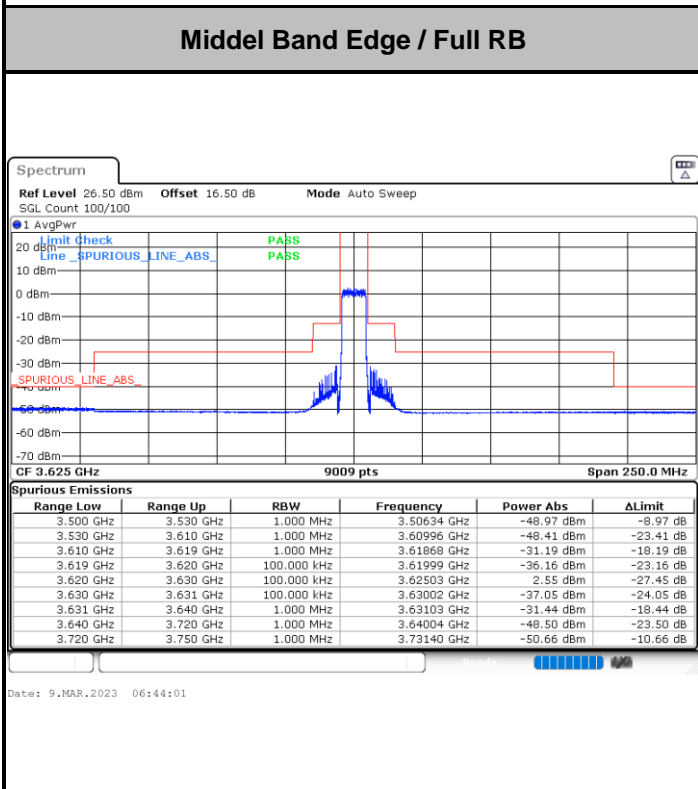 Middel Band Edge / Full RB
Spectrum
Ref Level 26.50 dBm Offset 16.50 dB Mode Auto Sweep
SGL Count 100/100
1 AvgPwr
Limit Check PASS
20 dBm
Line _SPURIOUS_LINE_ABS_ PASS
10 dBm
0 dBm
-10 dBm
-20 dBm
-30 dBm
_SPURIOUS_LINE_ABS_
-40 dBm
-50 dBm
-60 dBm
-70 dBm
CF 3.625 GHz 9009 pts Span 250.0 MHz
Spurious Emissions
Range Low Range Up RBW Frequency Power Abs ΔLimit
3.500 GHz 3.530 GHz 1.000 MHz 3.50634 GHz -48.97 dBm -8.97 dB
3.530 GHz 3.610 GHz 1.000 MHz 3.60996 GHz -48.41 dBm -23.41 dB
3.610 GHz 3.619 GHz 1.000 MHz 3.61868 GHz -31.19 dBm -18.19 dB
3.619 GHz 3.620 GHz 100.000 kHz 3.61999 GHz -36.16 dBm -23.16 dB
3.620 GHz 3.630 GHz 100.000 kHz 3.62503 GHz 2.55 dBm -27.45 dB
3.630 GHz 3.631 GHz 100.000 kHz 3.63002 GHz -37.05 dBm -24.05 dB
3.631 GHz 3.640 GHz 1.000 MHz 3.63103 GHz -31.44 dBm -18.44 dB
3.640 GHz 3.720 GHz 1.000 MHz 3.64004 GHz -48.50 dBm -23.50 dB
3.720 GHz 3.750 GHz 1.000 MHz 3.73140 GHz -50.66 dBm -10.66 dB
Ready
Date: 9.MAR.2023 06:44:01